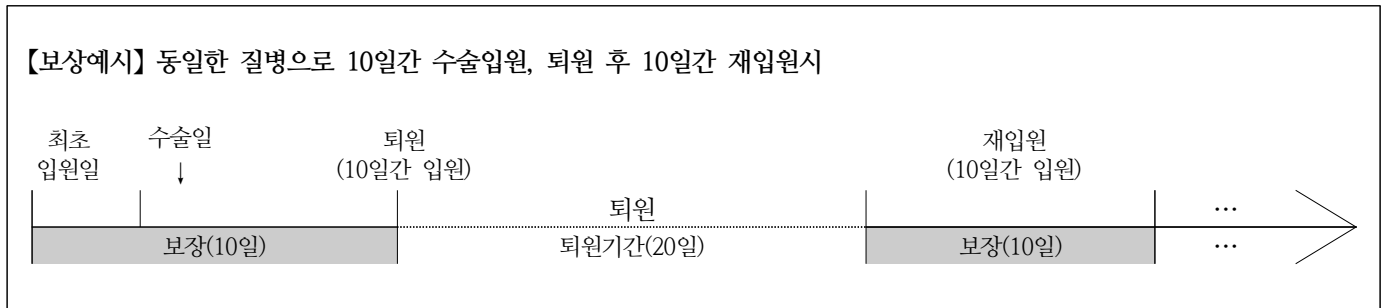 【보상예시】 동일한 질병으로 10일간 수술입원, 퇴원 후 10일간 재입원시
최초
입원일
수술일
↓
퇴원
(10일간 입원)
재입원
(10일간 입원)
퇴원
…
보장(10일)
퇴원기간(20일)
보장(10일)
…